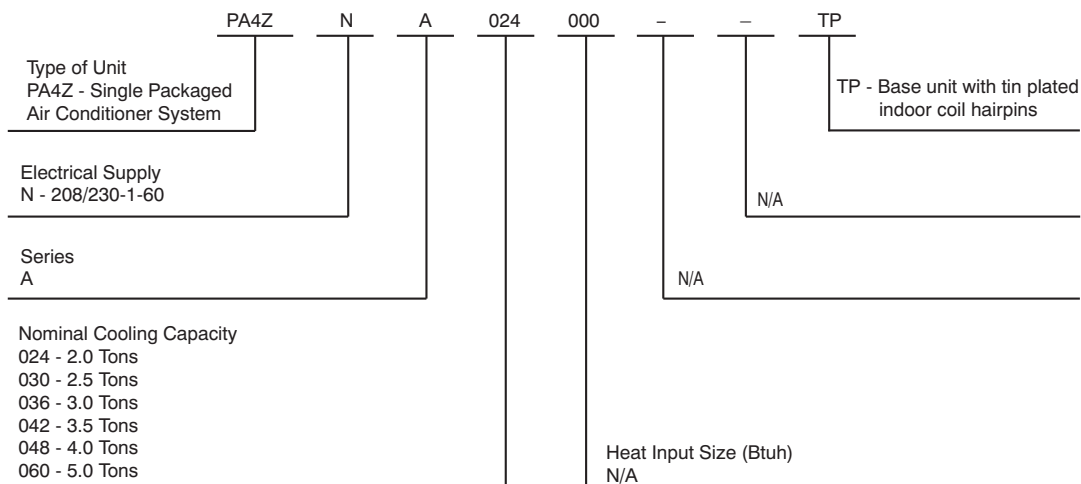 PA4Z N A 024 000 – – TP
Type of Unit
PA4Z - Single Packaged
Air Conditioner System
TP - Base unit with tin plated
indoor coil hairpins
Electrical Supply
N - 208/230-1-60
N/A
Series
A
N/A
Nominal Cooling Capacity
024 - 2.0 Tons
030 - 2.5 Tons
036 - 3.0 Tons
042 - 3.5 Tons
048 - 4.0 Tons
060 - 5.0 Tons
Heat Input Size (Btuh)
N/A